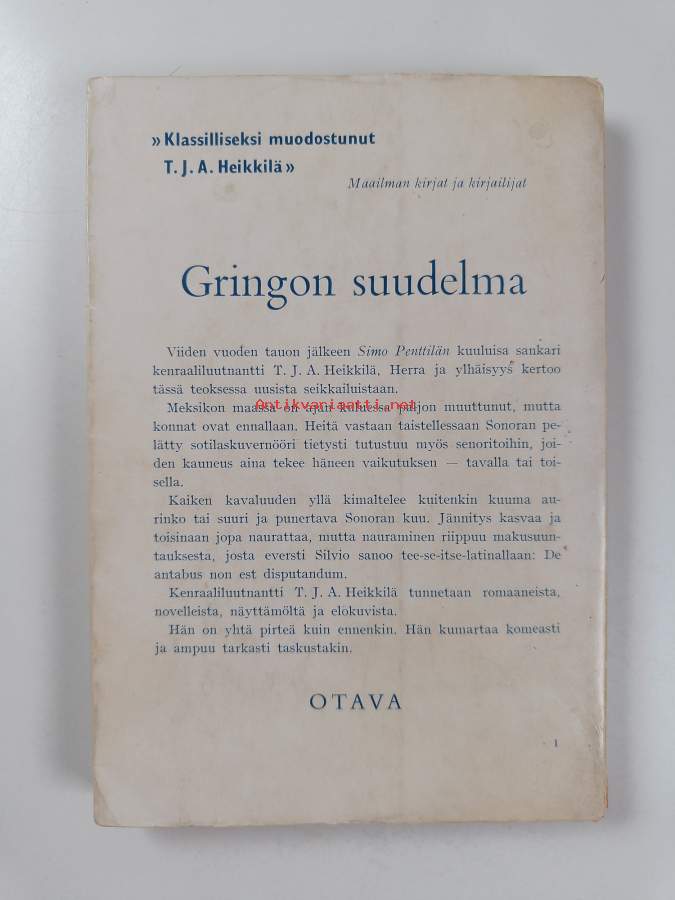 »Klassilliseksi muodostunut
T. J. A. Heikkilä»
Maailman kirjat ja kirjailijat
Gringon suudelma
Viiden vuoden tauon jälkeen Simo Penttilän kuuluisa sankari
kenraaliluutnantti T. J. A. Heikkilä, Herra ja ylhäisyys kertoo
tässä teoksessa uusista seikkailuistaan.
Antikvariaatti.net
Meksikon maassa on ajan kuluessa paljon muuttunut, mutta
konnat ovat ennallaan. Heitä vastaan taistellessaan Sonoran pe-
lätty sotilaskuvernööri tietysti tutustuu myös senoritoihin, joi-
den kauneus aina tekee häneen vaikutuksen — tavalla tai toi-
sella.
Kaiken kavaluuden yllä kimaltelee kuitenkin kuuma au-
rinko tai suuri ja punertava Sonoran kuu. Jännitys kasvaa ja
toisinaan jopa naurattaa, mutta nauraminen riippuu makusuun-
tauksesta, josta eversti Silvio sanoo tee-se-itse-latinallaan: De
antabus non est disputandum.
Kenraaliluutnantti T. J. A. Heikkilä tunnetaan romaaneista,
novelleista, näyttämöltä ja elokuvista.
Hän on yhtä pirteä kuin ennenkin. Hän kumartaa komeasti
ja ampuu tarkasti taskustakin.
OTAVA
1